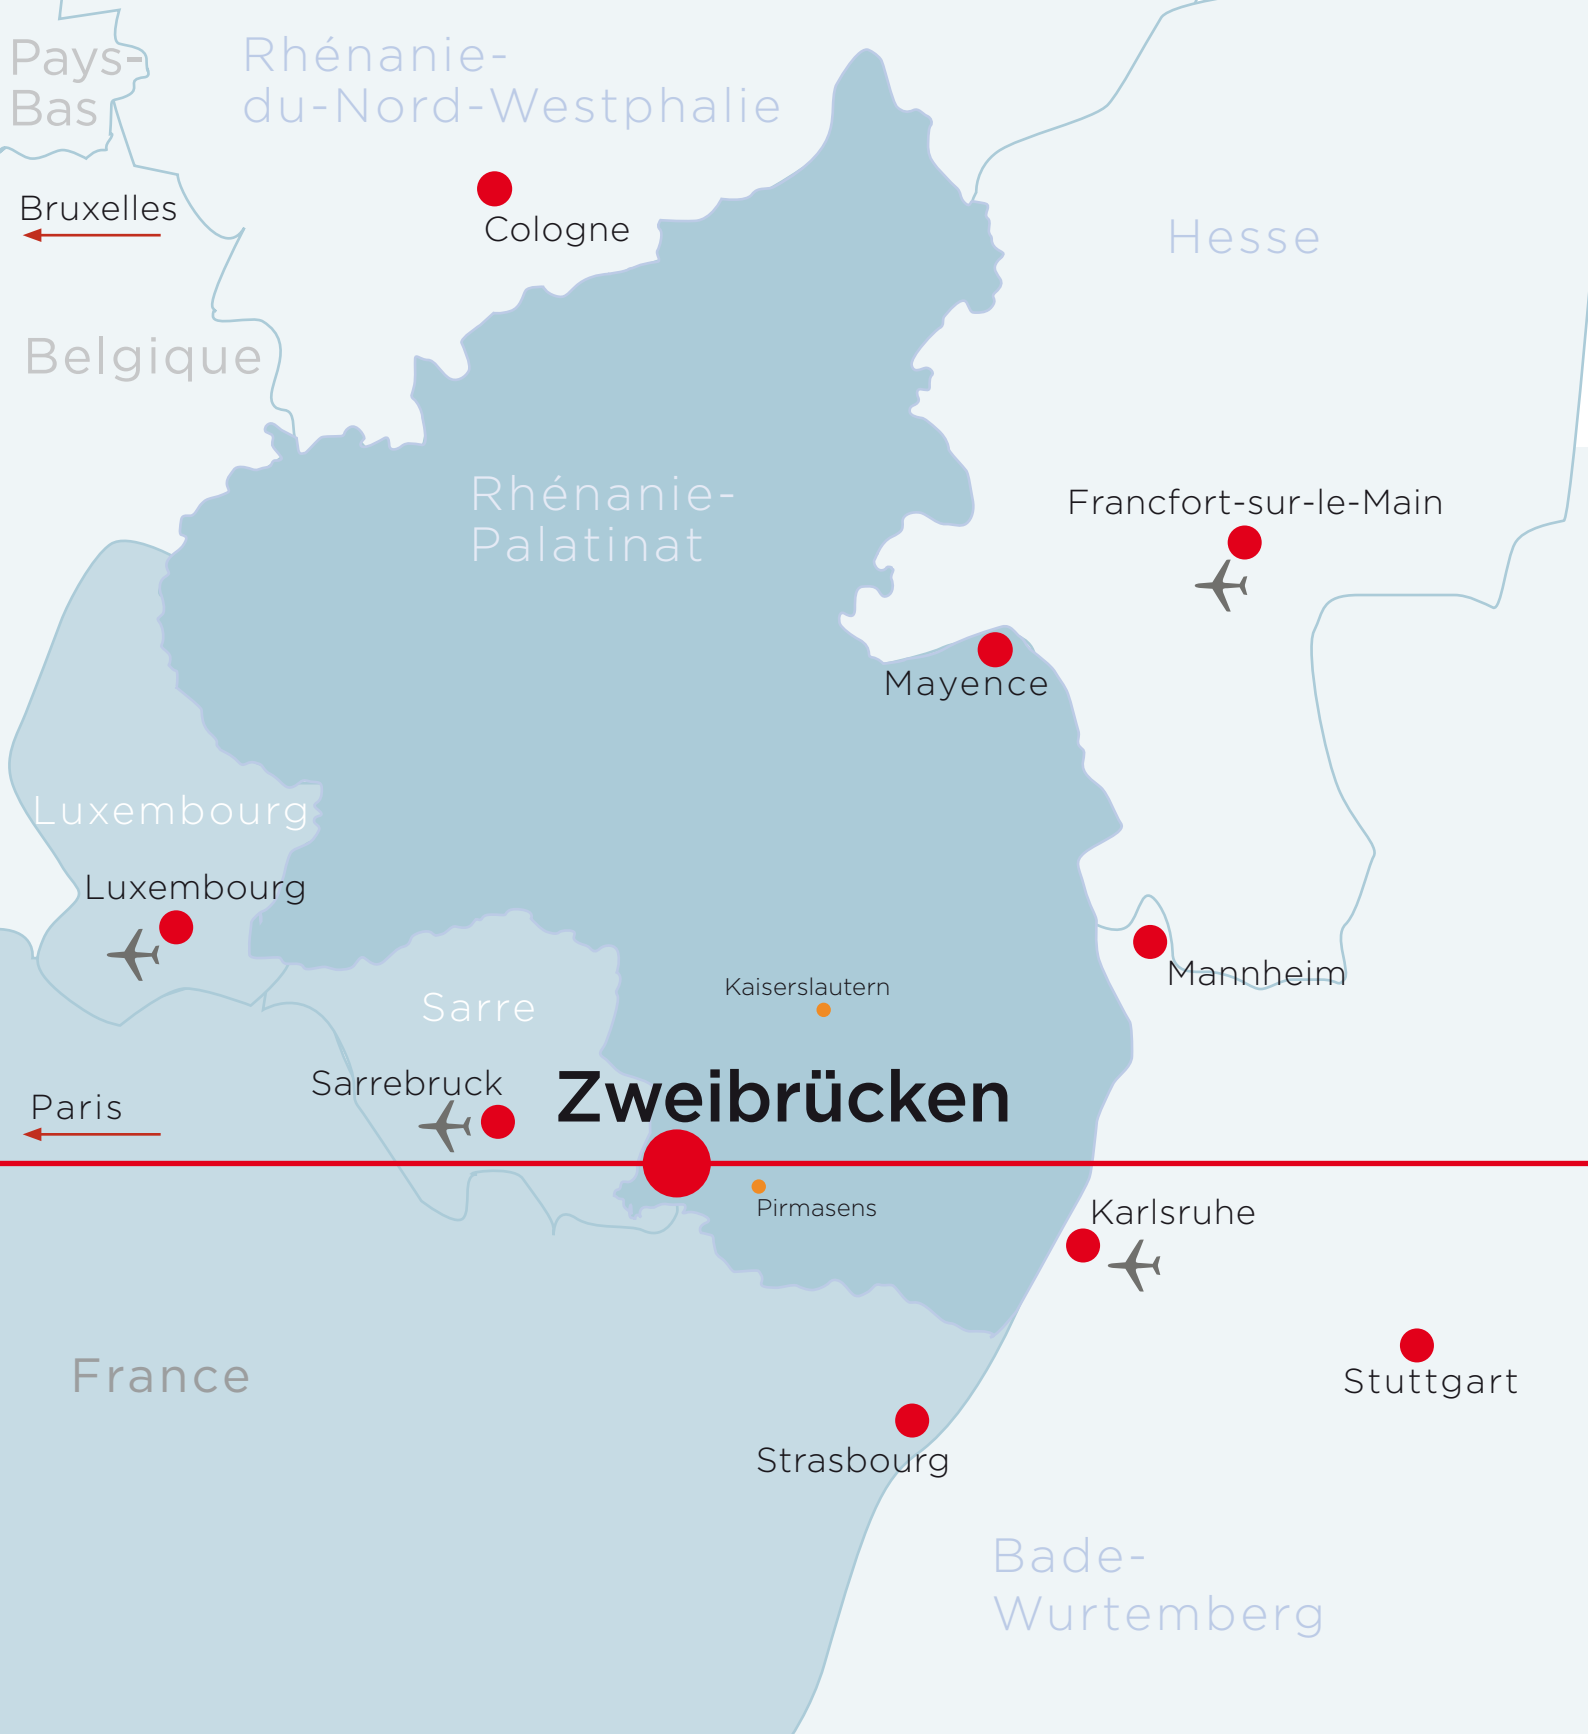 Pays-
Bas
Rhénanie-
du-Nord-Westphalie
Bruxelles
Cologne
Hesse
Belgique
Rhénanie-
Palatinat
Francfort-sur-le-Main
Mayence
Luxembourg
Luxembourg
Mannheim
Kaiserslautern
Sarre
Sarrebruck
Zweibrücken
Paris
Pirmasens
Karlsruhe
France
Stuttgart
Strasbourg
Bade-
Wurtemberg